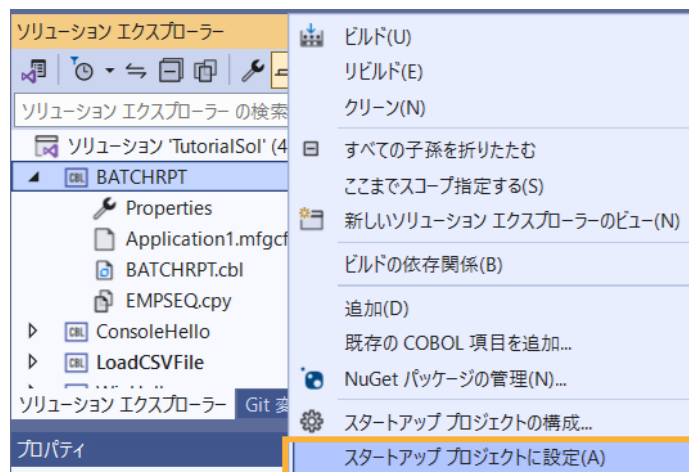 ソリューション エクスプローラー
ソリューション エクスプローラー の検索
ソリューション 'TutorialSol' (4
BATCHRPT
Properties
Application1.mfgcf
BATCHRPT.cbl
EMPSEQ.cpy
ConsoleHello
LoadCSVFile
ソリューション エクスプローラー Git 変
プロパティ
ビルド(U)
リビルド(E)
クリーン(N)
すべての子孫を折りたたむ
ここまでスコープ指定する(S)
新しいソリューション エクスプローラーのビュー(N)
ビルドの依存関係(B)
追加(D)
既存の COBOL 項目を追加...
NuGet パッケージの管理(N)...
スタートアップ プロジェクトの構成...
スタートアップ プロジェクトに設定(A)